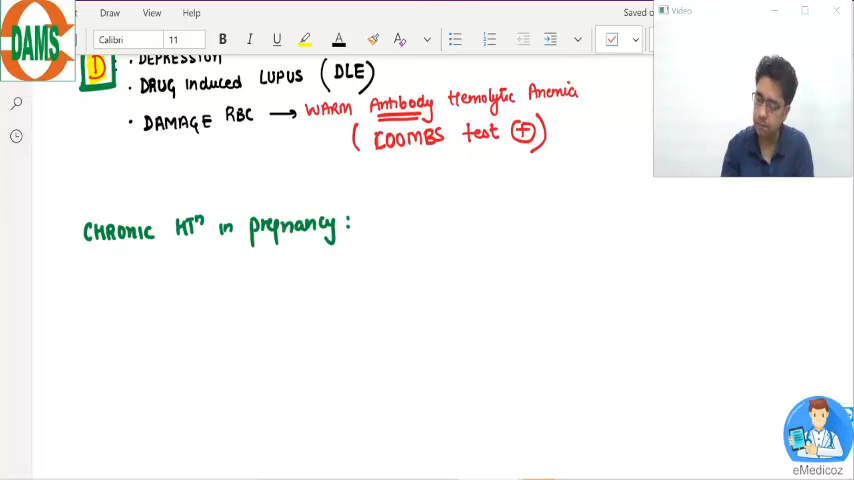 DAMS
Draw View Help
Saved
Video
Calibri 11 B I U A
D
· DEPRESSION
· DRUG INDUCED LUPUS (DLE)
· DAMAGE RBC → WARM Antibody Hemolytic Anemia
(COOMBS test +)
CHRONIC HTⁿ in pregnancy:
eMedicoz